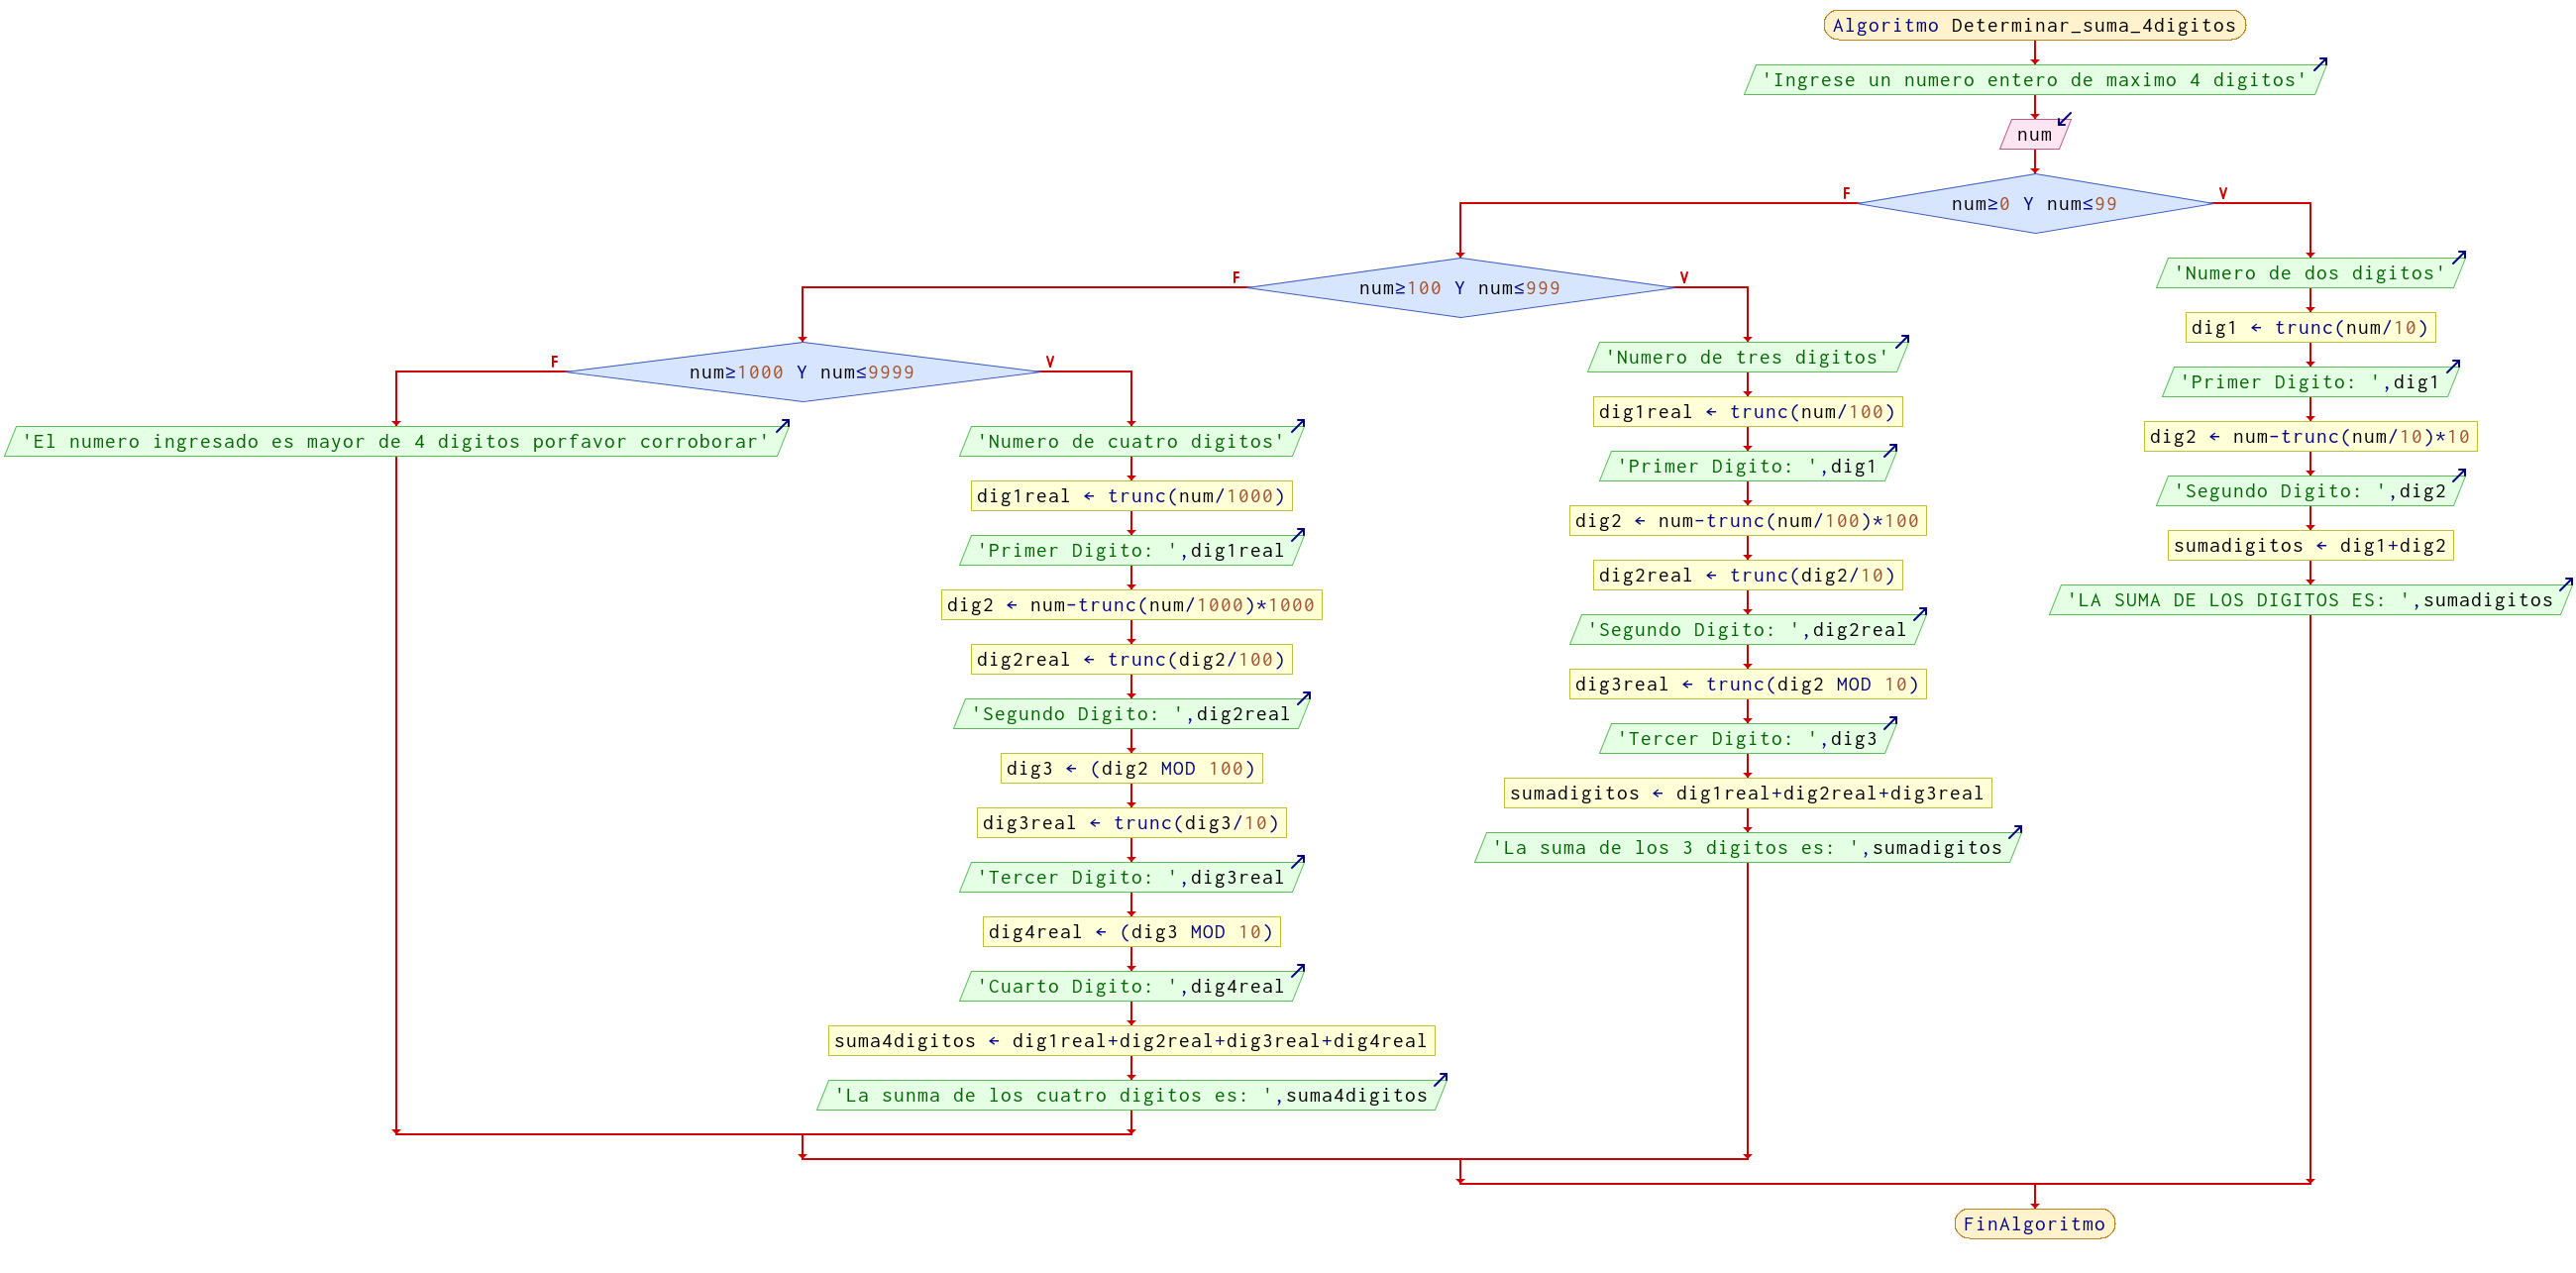 Algoritmo Determinar_suma_4digitos
'Ingrese un numero entero de maximo 4 digitos'
num
num≥0 Y num≤99
F
V
num≥100 Y num≤999
F
V
num≥1000 Y num≤9999
F
V
'El numero ingresado es mayor de 4 digitos porfavor corroborar'
'Numero de cuatro digitos'
dig1real ← trunc(num/1000)
'Primer Digito: ',dig1real
dig2 ← num-trunc(num/1000)*1000
dig2real ← trunc(dig2/100)
'Segundo Digito: ',dig2real
dig3 ← (dig2 MOD 100)
dig3real ← trunc(dig3/10)
'Tercer Digito: ',dig3real
dig4real ← (dig3 MOD 10)
'Cuarto Digito: ',dig4real
suma4digitos ← dig1real+dig2real+dig3real+dig4real
'La sunma de los cuatro digitos es: ',suma4digitos
'Numero de tres digitos'
dig1real ← trunc(num/100)
'Primer Digito: ',dig1
dig2 ← num-trunc(num/100)*100
dig2real ← trunc(dig2/10)
'Segundo Digito: ',dig2real
dig3real ← trunc(dig2 MOD 10)
'Tercer Digito: ',dig3
sumadigitos ← dig1real+dig2real+dig3real
'La suma de los 3 digitos es: ',sumadigitos
'Numero de dos digitos'
dig1 ← trunc(num/10)
'Primer Digito: ',dig1
dig2 ← num-trunc(num/10)*10
'Segundo Digito: ',dig2
sumadigitos ← dig1+dig2
'LA SUMA DE LOS DIGITOS ES: ',sumadigitos
FinAlgoritmo